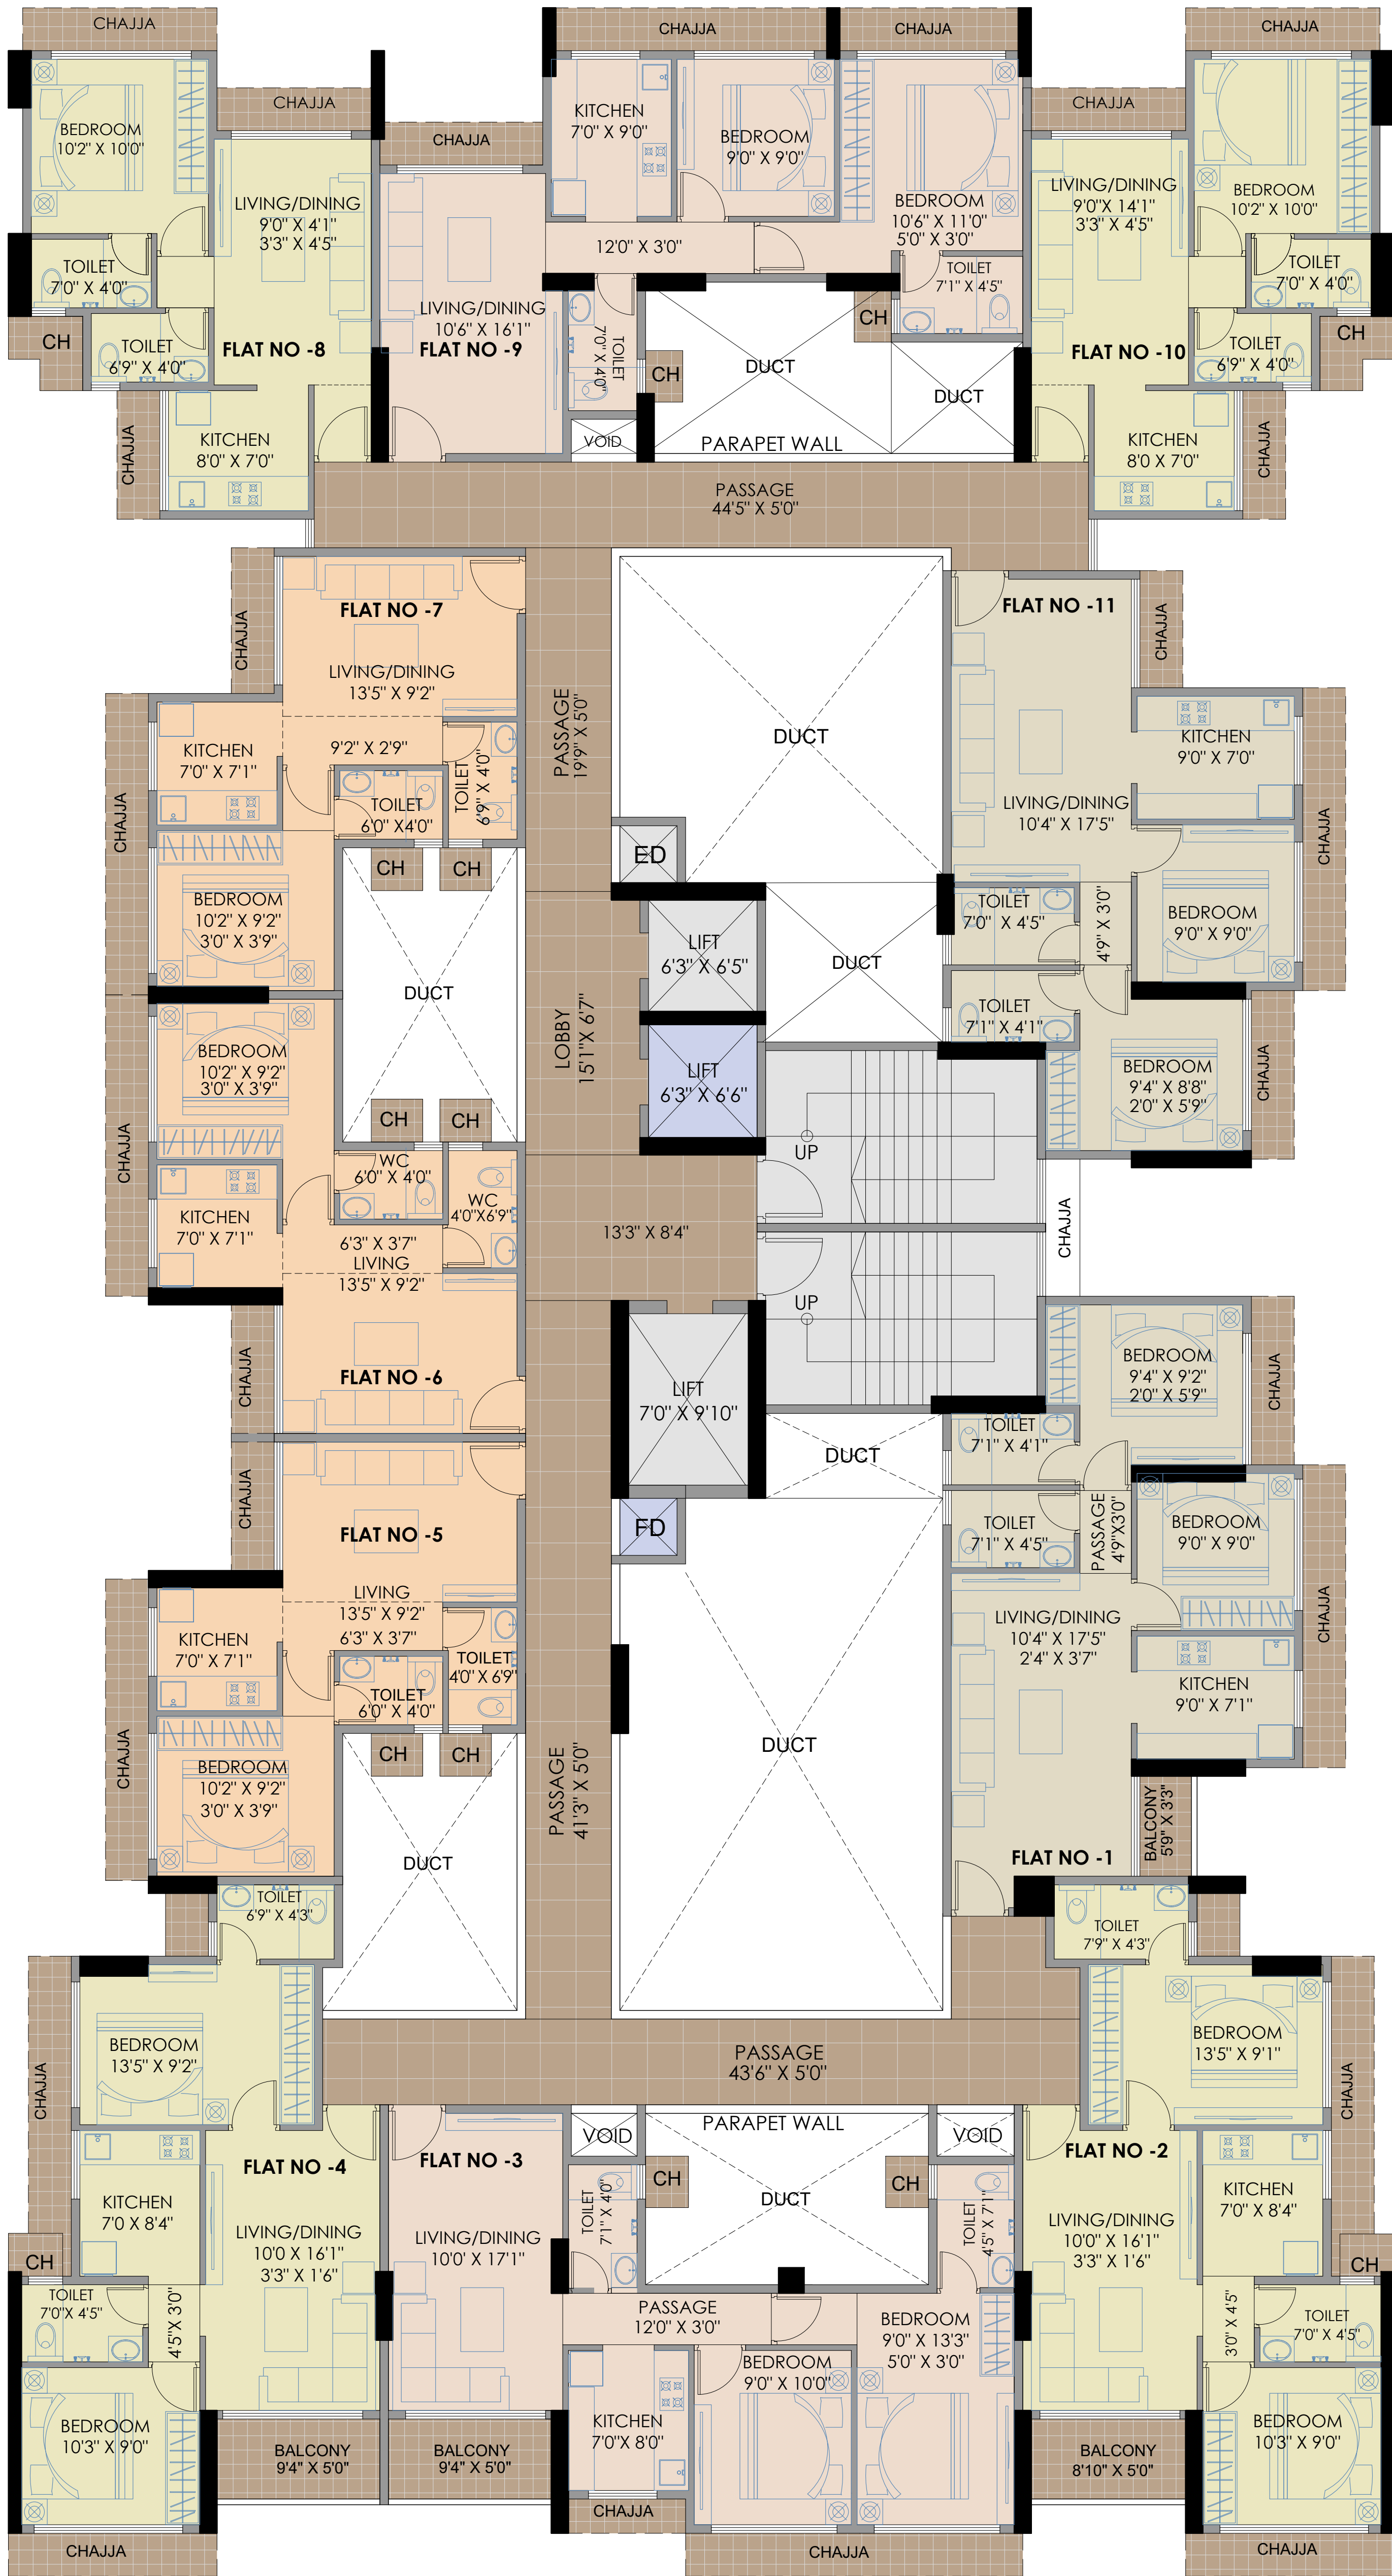 CHAJJA
CHAJJA
CHAJJA
CHAJJA
CHAJJA
CHAJJA
CHAJJA
BEDROOM
10'2" X 10'0"
LIVING/DINING
9'0" X 4'1"
3'3" X 4'5"
TOILET
7'0" X 4'0"
CH
TOILET
6'9" X 4'0"
FLAT NO -8
KITCHEN
8'0" X 7'0"
CHAJJA
KITCHEN
7'0" X 9'0"
BEDROOM
9'0" X 9'0"
BEDROOM
10'6" X 11'0"
5'0" X 3'0"
12'0" X 3'0"
LIVING/DINING
10'6" X 16'1"
FLAT NO -9
TOILET
7'0" X 4'0"
TOILET
7'1" X 4'5"
CH
CH
DUCT
DUCT
VOID
PARAPET WALL
LIVING/DINING
9'0"X 14'1"
3'3" X 4'5"
BEDROOM
10'2" X 10'0"
TOILET
7'0" X 4'0"
CH
TOILET
6'9" X 4'0"
FLAT NO -10
KITCHEN
8'0 X 7'0"
CHAJJA
PASSAGE
44'5" X 5'0"
FLAT NO -7
LIVING/DINING
13'5" X 9'2"
CHAJJA
KITCHEN
7'0" X 7'1"
9'2" X 2'9"
TOILET
6'0" X4'0"
TOILET
6'9" X 4'0"
CHAJJA
BEDROOM
10'2" X 9'2"
3'0" X 3'9"
CH
CH
DUCT
CH
CH
PASSAGE
19'9" X 5'0"
DUCT
ED
LIFT
6'3" X 6'5"
DUCT
LOBBY
15'1"X 6'7"
LIFT
6'3" X 6'6"
FLAT NO -11
CHAJJA
KITCHEN
9'0" X 7'0"
LIVING/DINING
10'4" X 17'5"
CHAJJA
TOILET
7'0" X 4'5"
4'9" X 3'0"
BEDROOM
9'0" X 9'0"
TOILET
7'1" X 4'1"
BEDROOM
9'4" X 8'8"
2'0" X 5'9"
CHAJJA
BEDROOM
10'2" X 9'2"
3'0" X 3'9"
CHAJJA
WC
6'0" X 4'0
WC
4'0"X6'9"
KITCHEN
7'0" X 7'1"
6'3" X 3'7"
LIVING
13'5" X 9'2"
FLAT NO -6
CHAJJA
13'3" X 8'4"
UP
UP
CHAJJA
LIFT
7'0" X 9'10"
DUCT
FD
BEDROOM
9'4" X 9'2"
2'0" X 5'9"
CHAJJA
TOILET
7'1" X 4'1"
TOILET
7'1" X 4'5"
PASSAGE
4'9"X3'0"
BEDROOM
9'0" X 9'0"
CHAJJA
LIVING/DINING
10'4" X 17'5"
2'4" X 3'7"
KITCHEN
9'0" X 7'1"
BALCONY
5'9" X 3'3"
FLAT NO -1
CHAJJA
FLAT NO -5
LIVING
13'5" X 9'2"
6'3" X 3'7"
KITCHEN
7'0" X 7'1"
TOILET
4'0" X 6'9"
TOILET
6'0" X 4'0"
CHAJJA
BEDROOM
10'2" X 9'2"
3'0" X 3'9"
CH
CH
DUCT
PASSAGE
41'3" X 5'0"
DUCT
TOILET
6'9" X 4'3"
TOILET
7'9" X 4'3"
BEDROOM
13'5" X 9'2"
CHAJJA
PASSAGE
43'6" X 5'0"
BEDROOM
13'5" X 9'1"
CHAJJA
FLAT NO -4
KITCHEN
7'0 X 8'4"
LIVING/DINING
10'0 X 16'1"
3'3" X 1'6"
CH
TOILET
7'0"X 4'5"
4'5"X 3'0"
BEDROOM
10'3" X 9'0"
BALCONY
9'4" X 5'0"
CHAJJA
FLAT NO -3
LIVING/DINING
10'0' X 17'1"
VOID
PARAPET WALL
VOID
CH
CH
DUCT
TOILET
7'1" X 4'0"
TOILET
4'5" X 7'1"
PASSAGE
12'0" X 3'0"
BEDROOM
9'0" X 13'3"
5'0" X 3'0"
BEDROOM
9'0" X 10'0"
KITCHEN
7'0"X 8'0"
BALCONY
9'4" X 5'0"
CHAJJA
CHAJJA
FLAT NO -2
KITCHEN
7'0" X 8'4"
LIVING/DINING
10'0" X 16'1"
3'3" X 1'6"
CH
TOILET
7'0" X 4'5"
3'0" X 4'5"
BEDROOM
10'3" X 9'0"
BALCONY
8'10" X 5'0"
CHAJJA